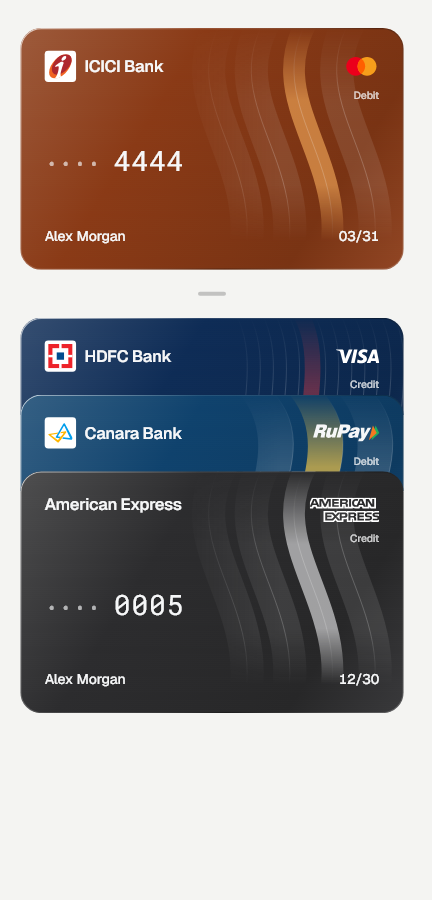 ICICI Bank
Debit
•••• 4444
Alex Morgan 03/31
HDFC Bank VISA
Credit
Canara Bank RuPay
Debit
American Express AMERICAN
EXPRESS
Credit
•••• 0005
Alex Morgan 12/30